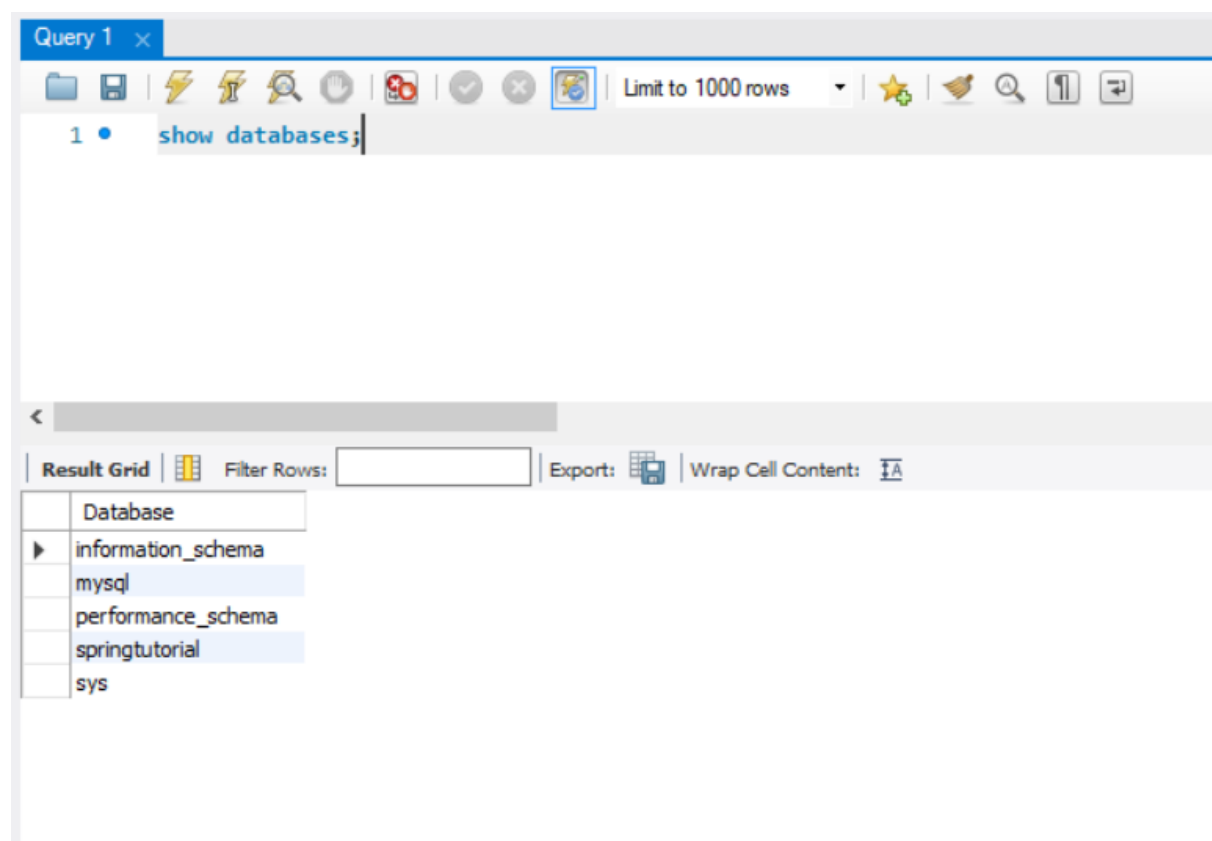 Query 1
Limit to 1000 rows
1 show databases;
Result Grid Filter Rows: Export: Wrap Cell Content: IA
Database
information_schema
mysql
performance_schema
springtutorial
sys